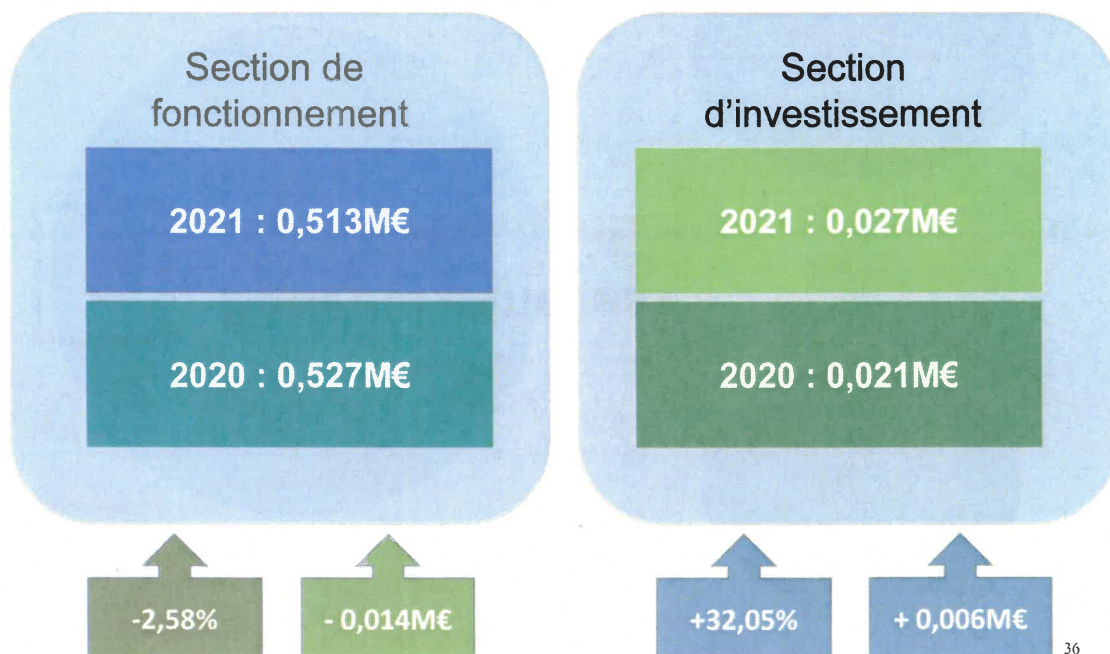 Section de
fonctionnement
2021 : 0,513M€
2020 : 0,527M€
-2,58%
- 0,014M€
Section
d'investissement
2021 : 0,027M€
2020 : 0,021M€
+32,05%
+ 0,006M€
36